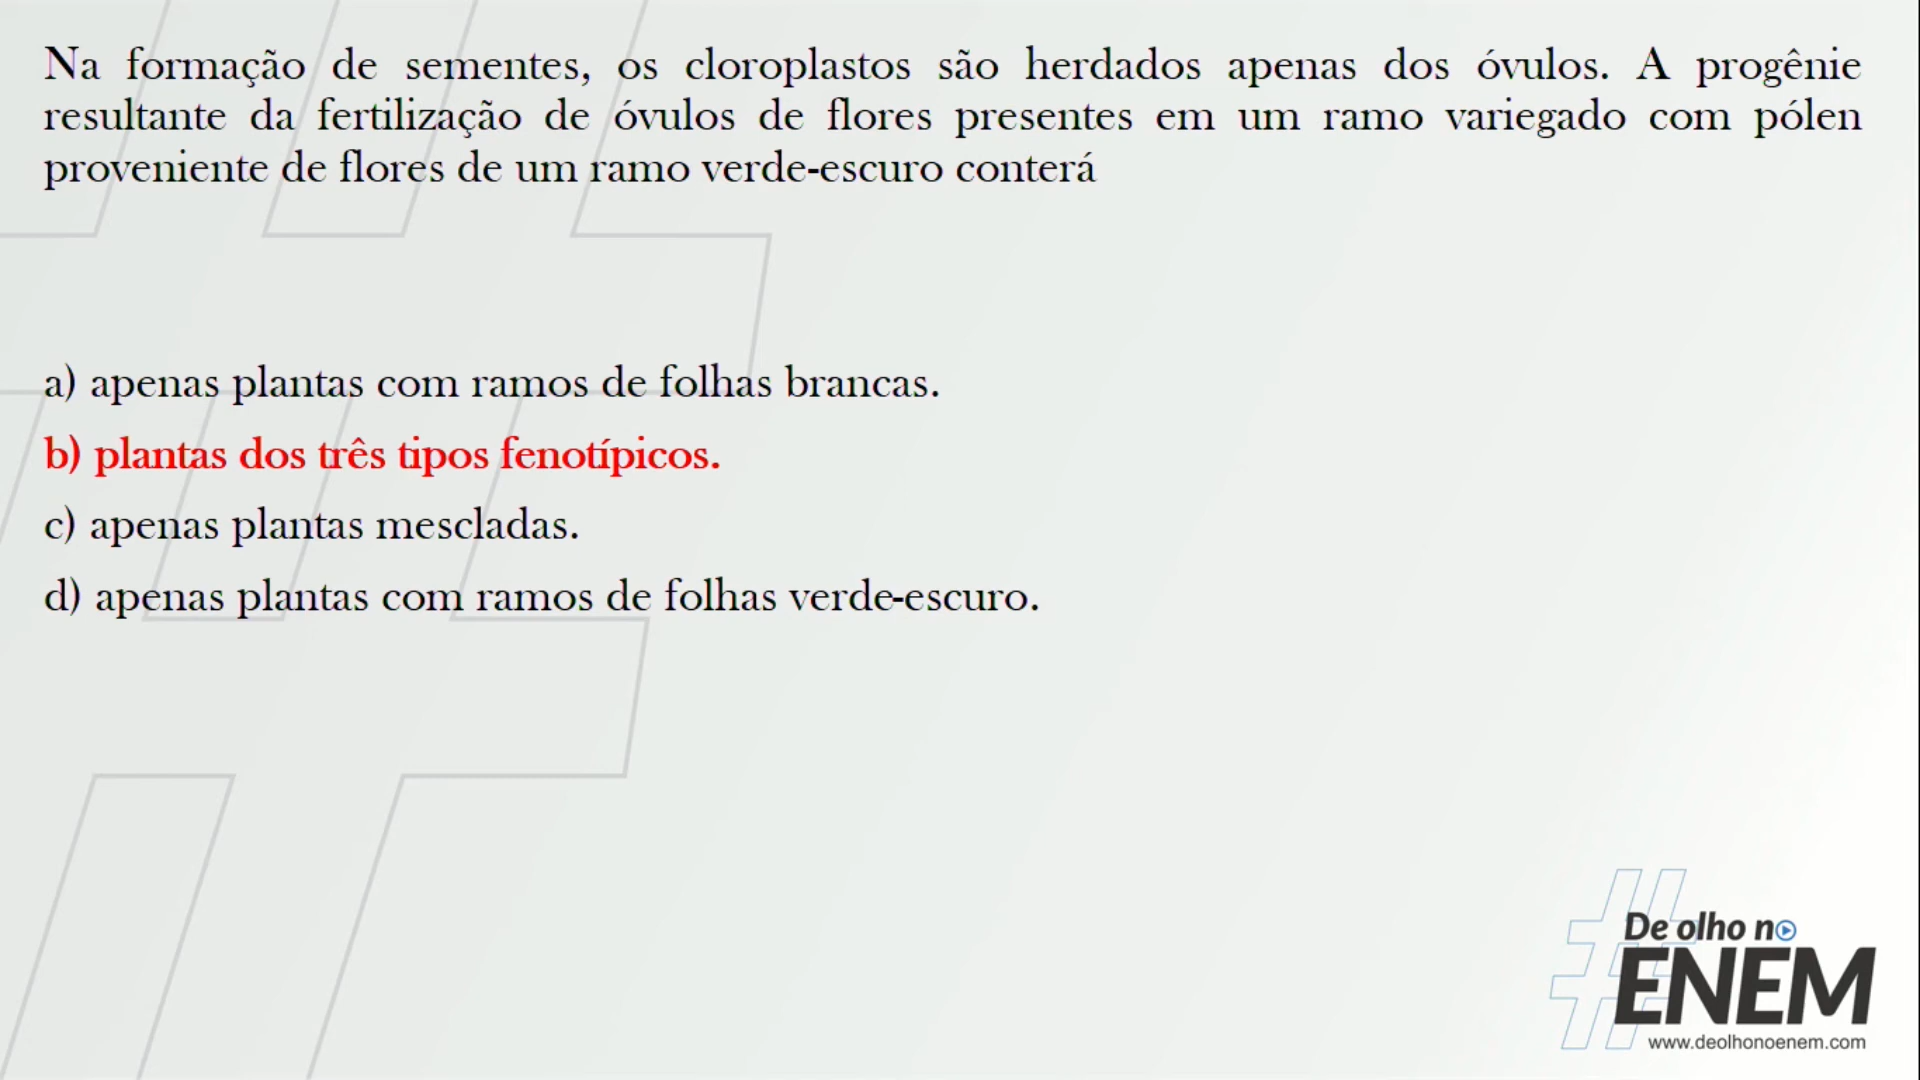 Na formação de sementes, os cloroplastos são herdados apenas dos óvulos. A progênie
resultante da fertilização de óvulos de flores presentes em um ramo variegado com pólen
proveniente de flores de um ramo verde-escuro conterá
a) apenas plantas com ramos de folhas brancas.
b) plantas dos três tipos fenotípicos.
c) apenas plantas mescladas.
d) apenas plantas com ramos de folhas verde-escuro.
De olho no
ENEM
www.deolhonoenem.com